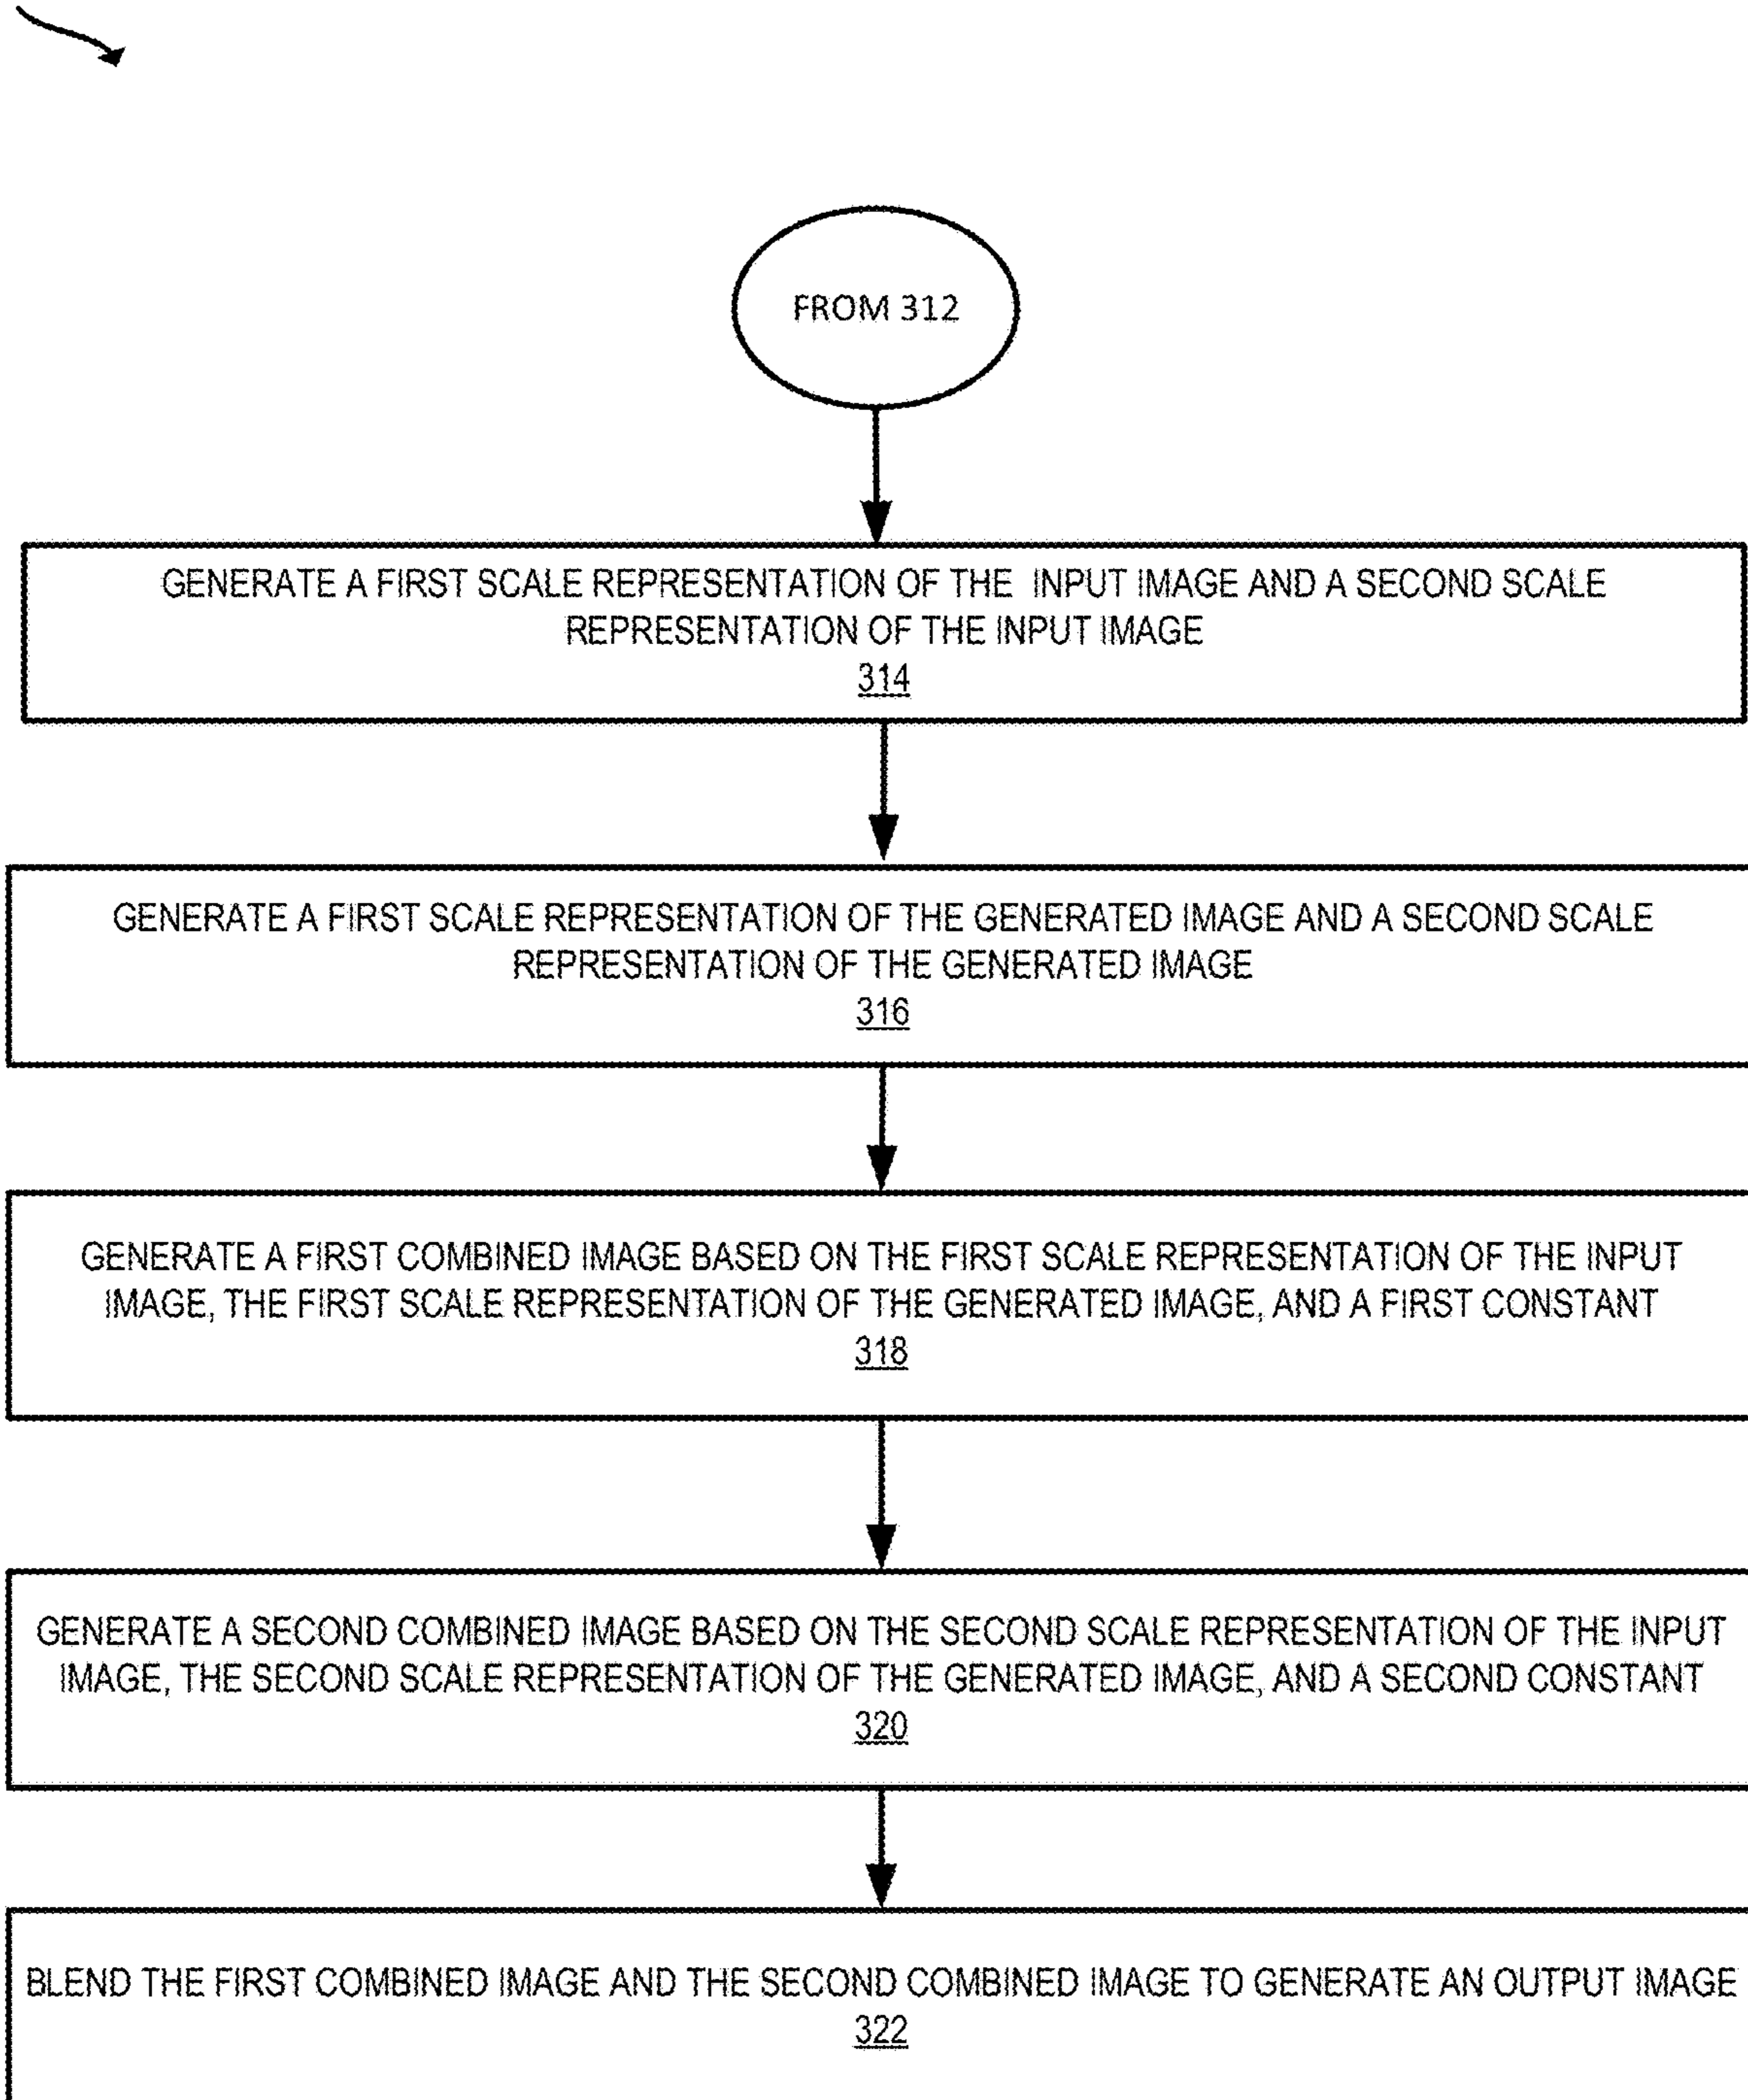 FROM 312
GENERATE A FIRST SCALE REPRESENTATION OF THE INPUT IMAGE AND A SECOND SCALE
REPRESENTATION OF THE INPUT IMAGE
314
GENERATE A FIRST SCALE REPRESENTATION OF THE GENERATED IMAGE AND A SECOND SCALE
REPRESENTATION OF THE GENERATED IMAGE
316
GENERATE A FIRST COMBINED IMAGE BASED ON THE FIRST SCALE REPRESENTATION OF THE INPUT
IMAGE, THE FIRST SCALE REPRESENTATION OF THE GENERATED IMAGE, AND A FIRST CONSTANT
318
GENERATE A SECOND COMBINED IMAGE BASED ON THE SECOND SCALE REPRESENTATION OF THE INPUT
IMAGE, THE SECOND SCALE REPRESENTATION OF THE GENERATED IMAGE, AND A SECOND CONSTANT
320
BLEND THE FIRST COMBINED IMAGE AND THE SECOND COMBINED IMAGE TO GENERATE AN OUTPUT IMAGE
322